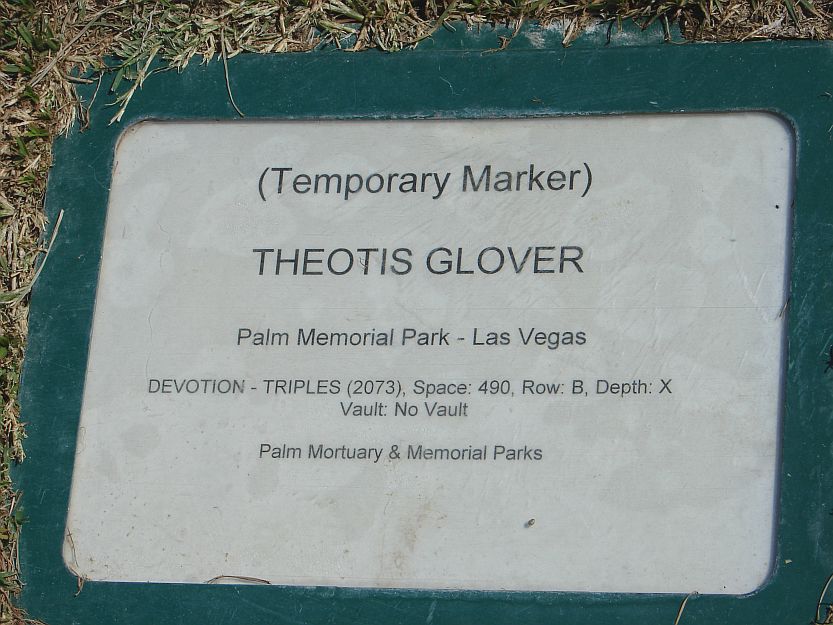 (Temporary Marker)
THEOTIS GLOVER
Palm Memorial Park - Las Vegas
DEVOTION - TRIPLES (2073), Space: 490, Row: B, Depth: X
Vault: No Vault
Palm Mortuary & Memorial Parks